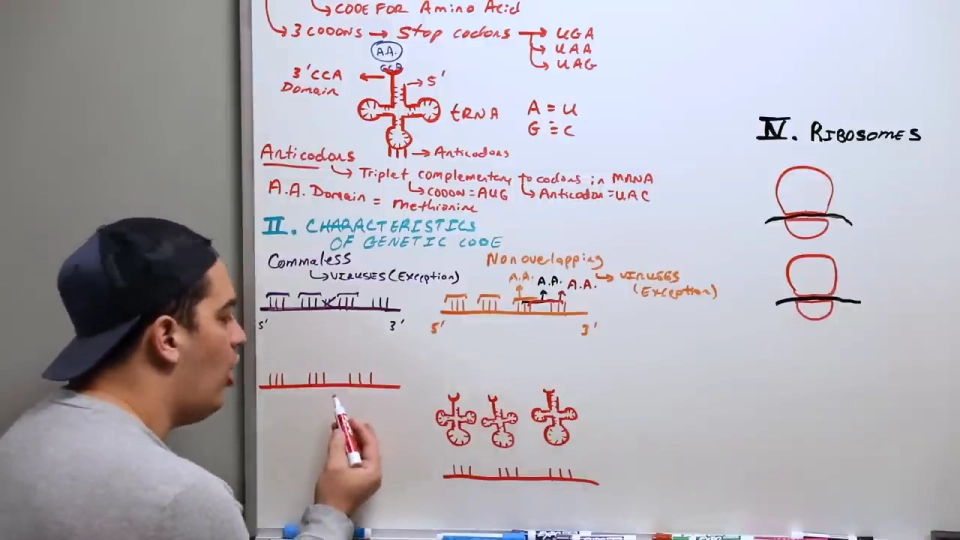 CODE FOR Amino Acid
3 CODONS → Stop codons → UGA
→ UAA
→ UAG
A.A.
CCA
3' CCA
Domain
5'
tRNA
A = U
G ≡ C
→ Anticodons
Anticodons
Triplet complementary to codons in mRNA
CODON = AUG → Anticodon = UAC
A.A. Domain = methionine
II. CHARACTERISTICS
OF GENETIC CODE
Commaless
VIRUSES (Exception)
5' 3'
Nonoverlapping
A.A. A.A. A.A.
VIRUSES
(Exception)
5' 3'
IV. RIBOSOMES